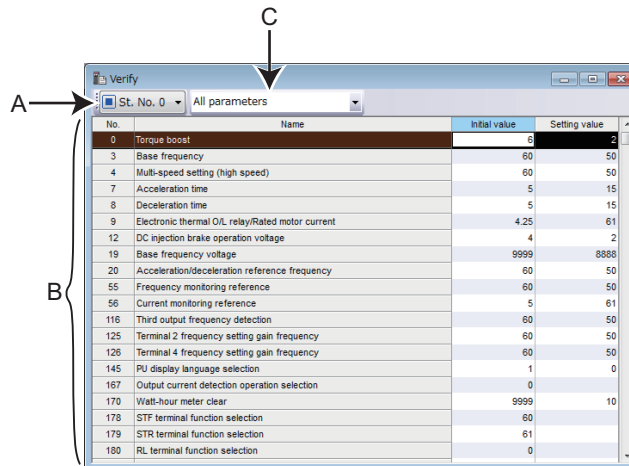 C
Verify
A
St. No. 0 All parameters
No. Name Initial value Setting value
0 Torque boost 6 2
3 Base frequency 60 50
4 Multi-speed setting (high speed) 60 50
7 Acceleration time 5 15
8 Deceleration time 5 15
9 Electronic thermal O/L relay/Rated motor current 4.25 61
12 DC injection brake operation voltage 4 2
19 Base frequency voltage 9999 8888
20 Acceleration/deceleration reference frequency 60 50
B
55 Frequency monitoring reference 60 50
56 Current monitoring reference 5 61
116 Third output frequency detection 60 50
125 Terminal 2 frequency setting gain frequency 60 50
126 Terminal 4 frequency setting gain frequency 60 50
145 PU display language selection 1 0
167 Output current detection operation selection 0
170 Watt-hour meter clear 9999 10
178 STF terminal function selection 60
179 STR terminal function selection 61
180 RL terminal function selection 0